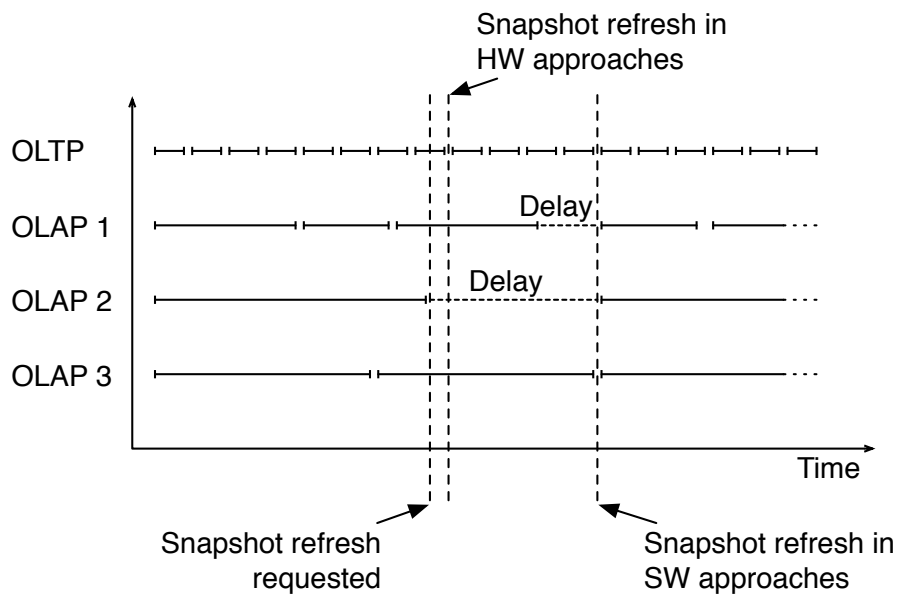 Snapshot refresh in
HW approaches
OLTP
OLAP 1
Delay
OLAP 2
Delay
OLAP 3
Time
Snapshot refresh
requested
Snapshot refresh in
SW approaches